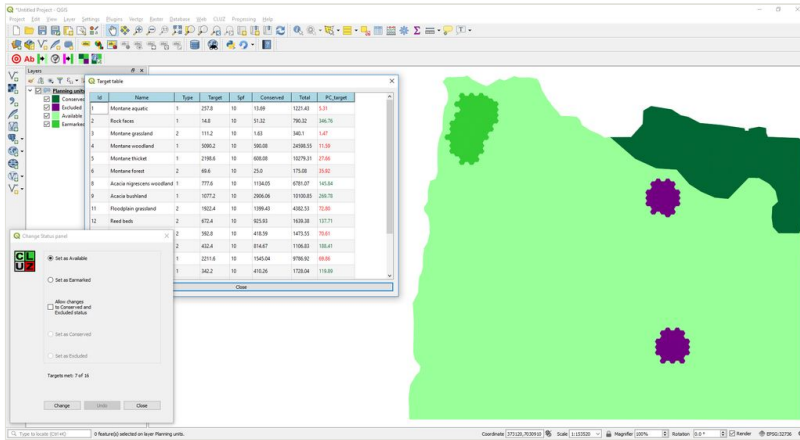 *Untitled Project - QGIS
Project Edit View Layer Settings Plugins Vector Raster Database Web CLUZ Processing Help
Layers
Planning units
Conserved
Excluded
Available
Earmarked
Target table
Id Name Type Target Spf Conserved Total PC_target
1 Montane aquatic 1 257.8 10 13.69 1221.43 5.31
2 Rock faces 1 14.8 10 51.32 790.32 346.76
3 Montane grassland 2 111.2 10 1.63 340.1 1.47
4 Montane woodland 1 5090.2 10 590.08 24598.55 11.59
5 Montane thicket 1 2198.6 10 608.08 10279.31 27.66
6 Montane forest 2 69.6 10 25.0 175.08 35.92
8 Acacia nigrescens woodland 1 777.6 10 1134.05 6781.07 145.84
9 Acacia bushland 1 1077.2 10 2906.06 10100.85 269.78
11 Floodplain grassland 2 1922.4 10 1399.43 4382.53 72.80
12 Reed beds 2 672.4 10 925.93 1639.38 137.71
2 592.8 10 418.59 1473.55 70.61
2 432.4 10 814.67 1106.83 188.41
1 2211.6 10 1545.04 9788.92 69.86
1 342.2 10 410.26 1728.04 119.89
Close
Change Status panel
CLUZ
Set as Available
Set as Earmarked
Allow changes
to Conserved and
Excluded status
Set as Conserved
Set as Excluded
Targets met: 7 of 16
Change Undo Close
Type to locate (Ctrl+K)
0 feature(s) selected on layer Planning units.
Coordinate 373120,7030910 Scale 1:133520 Magnifier 100% Rotation 0.0 ° Render EPSG:32736